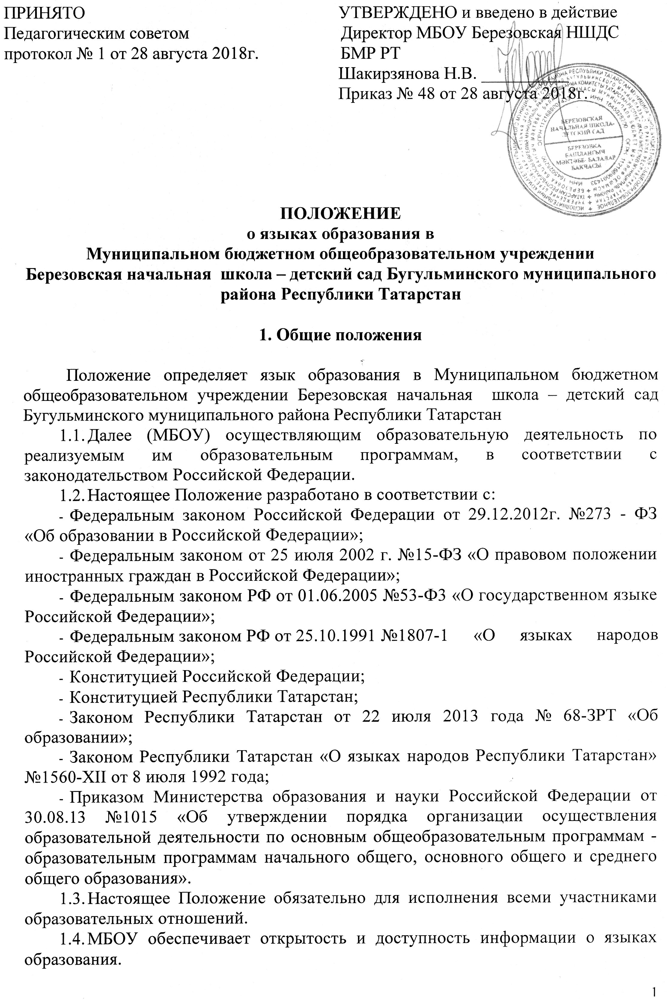 ПРИНЯТО
Педагогическим советом
протокол № 1 от 28 августа 2018г.
УТВЕРЖДЕНО и введено в действие
Директор МБОУ Березовская НШДС
БМР РТ
Шакирзянова Н.В. __________
Приказ № 48 от 28 августа 2018г.
БЕРЕЗОВСКАЯ
НАЧАЛЬНАЯ ШКОЛА-
ДЕТСКИЙ САД
БЕРЕЗОВКА
БАШЛАНГЫЧ
МӘКТӘБЕ- БАЛАЛАР
БАКЧАСЫ
ПОЛОЖЕНИЕ
о языках образования в
Муниципальном бюджетном общеобразовательном учреждении
Березовская начальная школа – детский сад Бугульминского муниципального
района Республики Татарстан
1. Общие положения
Положение определяет язык образования в Муниципальном бюджетном
общеобразовательном учреждении Березовская начальная школа – детский сад
Бугульминского муниципального района Республики Татарстан
1.1. Далее (МБОУ) осуществляющим образовательную деятельность по
реализуемым им образовательным программам, в соответствии с
законодательством Российской Федерации.
1.2. Настоящее Положение разработано в соответствии с:
- Федеральным законом Российской Федерации от 29.12.2012г. №273 - ФЗ
«Об образовании в Российской Федерации»;
- Федеральным законом от 25 июля 2002 г. №15-ФЗ «О правовом положении
иностранных граждан в Российской Федерации»;
- Федеральным законом РФ от 01.06.2005 №53-ФЗ «О государственном языке
Российской Федерации»;
- Федеральным законом РФ от 25.10.1991 №1807-1 «О языках народов
Российской Федерации»;
- Конституцией Российской Федерации;
- Конституцией Республики Татарстан;
- Законом Республики Татарстан от 22 июля 2013 года № 68-ЗРТ «Об
образовании»;
- Законом Республики Татарстан «О языках народов Республики Татарстан»
№1560-XII от 8 июля 1992 года;
- Приказом Министерства образования и науки Российской Федерации от
30.08.13 №1015 «Об утверждении порядка организации осуществления
образовательной деятельности по основным общеобразовательным программам -
образовательным программам начального общего, основного общего и среднего
общего образования».
1.3. Настоящее Положение обязательно для исполнения всеми участниками
образовательных отношений.
1.4. МБОУ обеспечивает открытость и доступность информации о языках
образования.
1